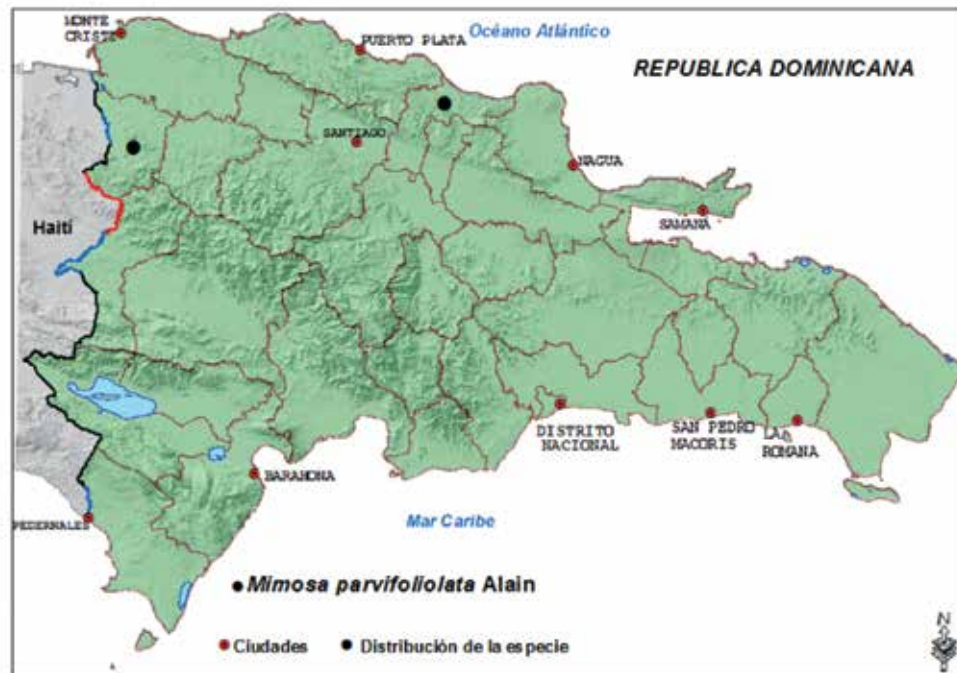 MONTE
CRISTI
PUERTO PLATA
Océano Atlántico
REPUBLICA DOMINICANA
SANTIAGO
NAGUA
Haití
SAMANÁ
DISTRITO
NACIONAL
SAN PEDRO
MACORIS
LA
ROMANA
BARAHONA
PEDERNALES
Mar Caribe
Mimosa parvifoliolata Alain
Ciudades
Distribución de la especie
N